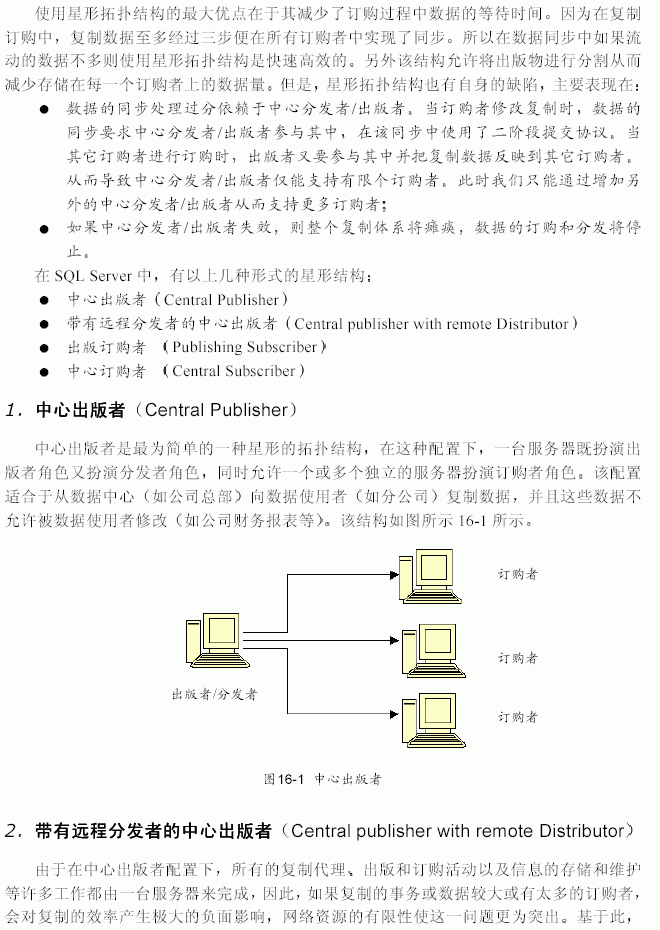 使用星形拓扑结构的最大优点在于其减少了订购过程中数据的等待时间。因为在复制
订购中，复制数据至多经过三步便在所有订购者中实现了同步。所以在数据同步中如果流
动的数据不多则使用星形拓扑结构是快速高效的。另外该结构允许将出版物进行分割从而
减少存储在每一个订购者上的数据量。但是，星形拓扑结构也有自身的缺陷，主要表现在：
● 数据的同步处理过分依赖于中心分发者/出版者。当订购者修改复制时，数据的
同步要求中心分发者/出版者参与其中，在该同步中使用了二阶段提交协议。当
其它订购者进行订购时，出版者又要参与其中并把复制数据反映到其它订购者。
从而导致中心分发者/出版者仅能支持有限个订购者。此时我们只能通过增加另
外的中心分发者/出版者从而支持更多订购者；
● 如果中心分发者/出版者失效，则整个复制体系将瘫痪，数据的订购和分发将停
止。
在 SQL Server 中，有以上几种形式的星形结构：
● 中心出版者（Central Publisher）
● 带有远程分发者的中心出版者（Central publisher with remote Distributor）
● 出版订购者 （Publishing Subscriber）
● 中心订购者 （Central Subscriber）
1. 中心出版者（Central Publisher）
中心出版者是最为简单的一种星形的拓扑结构，在这种配置下，一台服务器既扮演出
版者角色又扮演分发者角色，同时允许一个或多个独立的服务器扮演订购者角色。该配置
适合于从数据中心（如公司总部）向数据使用者（如分公司）复制数据，并且这些数据不
允许被数据使用者修改（如公司财务报表等）。该结构如图所示 16-1 所示。
订购者
订购者
出版者/分发者
订购者
图16-1 中心出版者
2. 带有远程分发者的中心出版者（Central publisher with remote Distributor）
由于在中心出版者配置下，所有的复制代理、出版和订购活动以及信息的存储和维护
等许多工作都由一台服务器来完成，因此，如果复制的事务或数据较大或有太多的订购者，
会对复制的效率产生极大的负面影响，网络资源的有限性使这一问题更为突出。基于此，